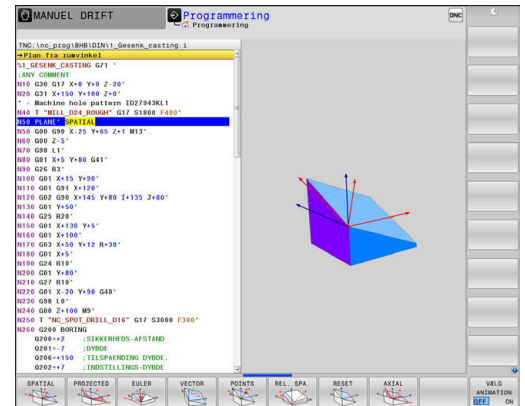 MANUEL DRIFT
Programmering
Programmering
DNC
TNC:\nc_prog\BHB\DIN\1_Gesenk_casting.i
→Plan fra rumvinkel
%1_GESENK_CASTING G71 *
;ANY COMMENT
N10 G30 G17 X+0 Y+0 Z-20*
N20 G31 X+150 Y+100 Z+0*
* - Machine hole pattern ID27943KL1
N40 T "MILL_D24_ROUGH" G17 S1800 F400*
N50 PLANE* SPATIAL
N50 G00 G90 X-25 Y+65 Z+1 M13*
N60 G00 Z-5*
N70 G98 L1*
N80 G01 X+5 Y+80 G41*
N90 G26 R3*
N100 G01 X+15 Y+90*
N110 G01 G91 X+120*
N120 G02 G90 X+145 Y+80 I+135 J+80*
N130 G01 Y+50*
N140 G25 R20*
N150 G01 X+130 Y+5*
N160 G01 X+100*
N170 G03 X+50 Y+12 R+30*
N180 G01 X+5*
N190 G24 R10*
N200 G01 Y+80*
N210 G27 R10*
N220 G01 X-20 Y+90 G40*
N230 G98 L0*
N240 G00 Z+100 M9*
N250 T "NC_SPOT_DRILL_D16" G17 S3000 F300*
N260 G200 BORING
Q200=+2 ;SIKKERHEDS-AFSTAND
Q201=-7 ;DYBDE
Q206=+150 ;TILSPAENDING DYBDE.
Q202=+7 ;INDSTILLINGS-DYBDE
SPATIAL
PROJECTED
EULER
VECTOR
POINTS
REL. SPA.
RESET
AXIAL
VÆLG
ANIMATION
OFF ON